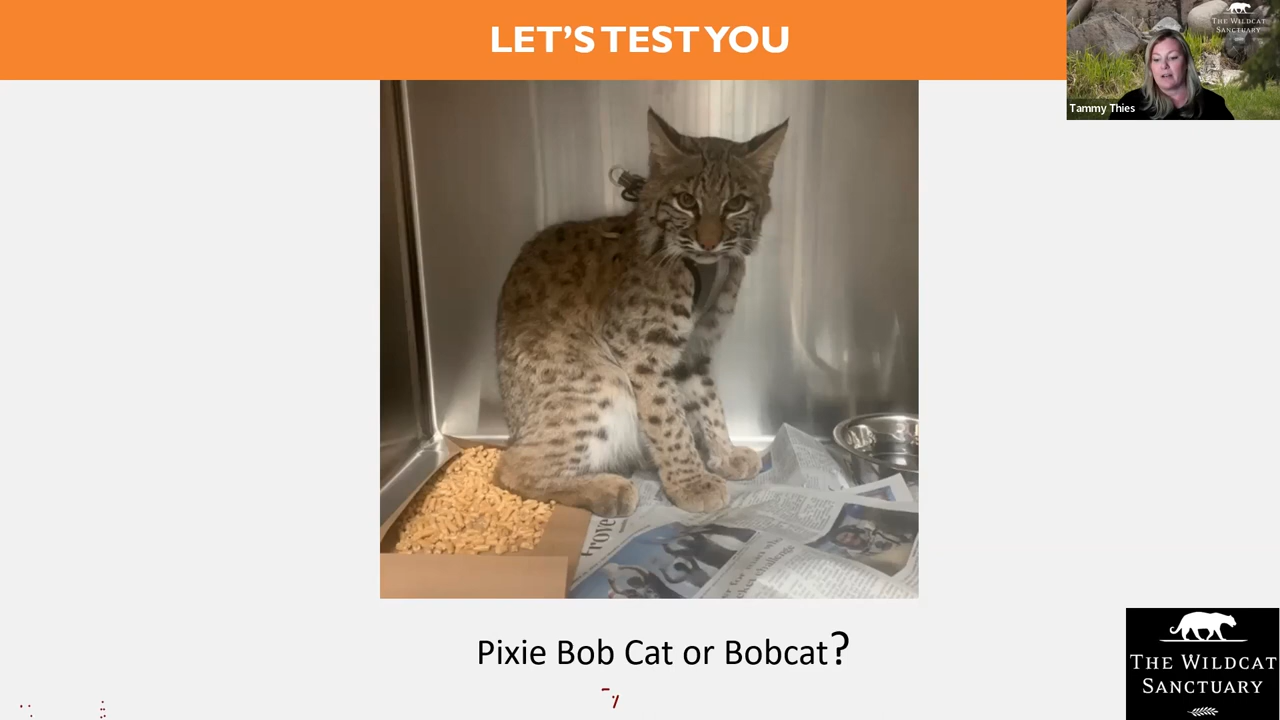 LET'S TEST YOU
THE WILDCAT
SANCTUARY
Tammy Thies
Pixie Bob Cat or Bobcat?
THE WILDCAT
SANCTUARY